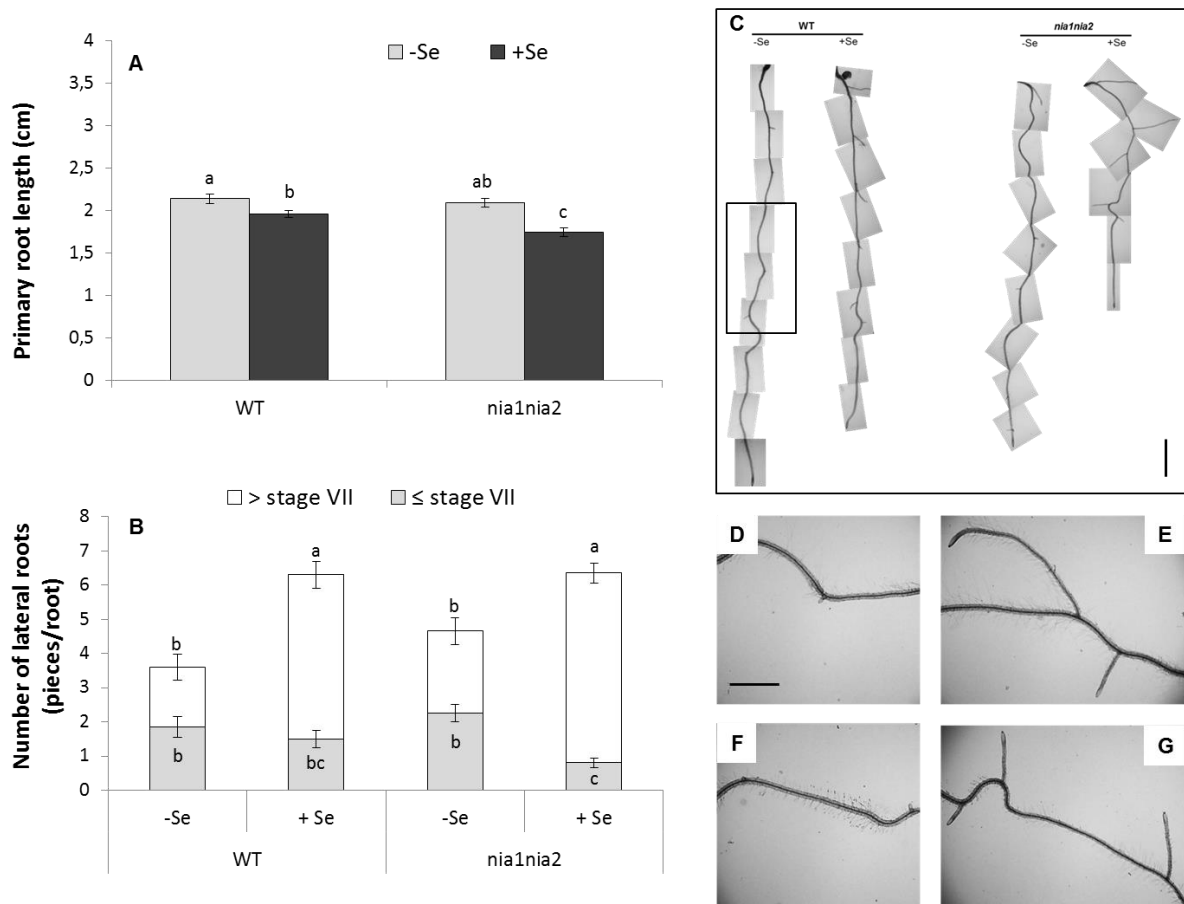 A
-Se +Se
Primary root length (cm)
4
3,5
3
2,5
2
1,5
1
0,5
0
a b ab c
WT nia1nia2
> stage VII ≤ stage VII
B
Number of lateral roots
(pieces/root)
8
7
6
5
4
3
2
1
0
b a b a
b bc b c
-Se + Se -Se + Se
WT nia1nia2
C
WT nia1nia2
-Se +Se -Se +Se
D E
F G